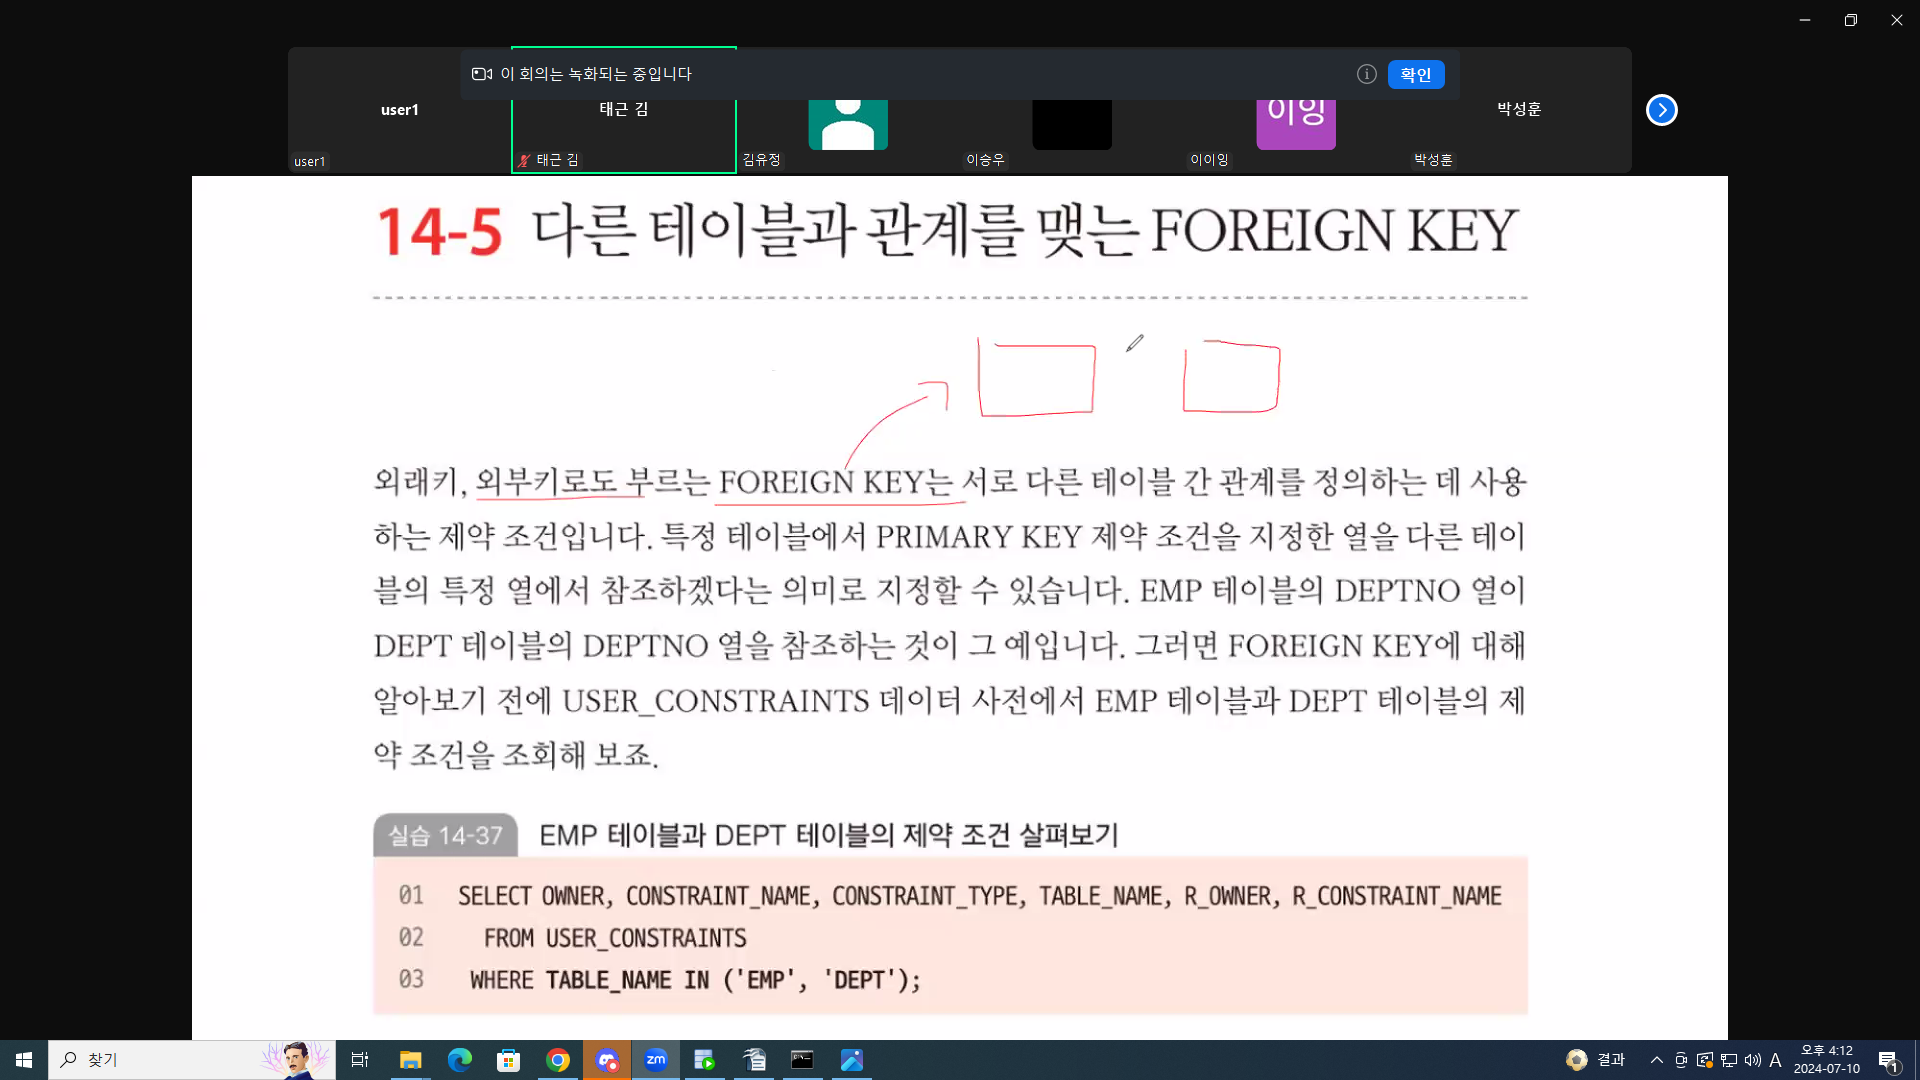 이 회의는 녹화되는 중입니다
확인
user1
태근 김
이잉
박성훈
user1
태근 김
김유정
이승우
이이잉
박성훈
14-5 다른 테이블과 관계를 맺는 FOREIGN KEY
외래키, 외부키로도 부르는 FOREIGN KEY는 서로 다른 테이블 간 관계를 정의하는 데 사용
하는 제약 조건입니다. 특정 테이블에서 PRIMARY KEY 제약 조건을 지정한 열을 다른 테이
블의 특정 열에서 참조하겠다는 의미로 지정할 수 있습니다. EMP 테이블의 DEPTNO 열이
DEPT 테이블의 DEPTNO 열을 참조하는 것이 그 예입니다. 그러면 FOREIGN KEY에 대해
알아보기 전에 USER_CONSTRAINTS 데이터 사전에서 EMP 테이블과 DEPT 테이블의 제
약 조건을 조회해 보죠.
실습 14-37 EMP 테이블과 DEPT 테이블의 제약 조건 살펴보기
01 SELECT OWNER, CONSTRAINT_NAME, CONSTRAINT_TYPE, TABLE_NAME, R_OWNER, R_CONSTRAINT_NAME
02 FROM USER_CONSTRAINTS
03 WHERE TABLE_NAME IN ('EMP', 'DEPT');
찾기
zm
결과
A
오후 4:12
2024-07-10
1